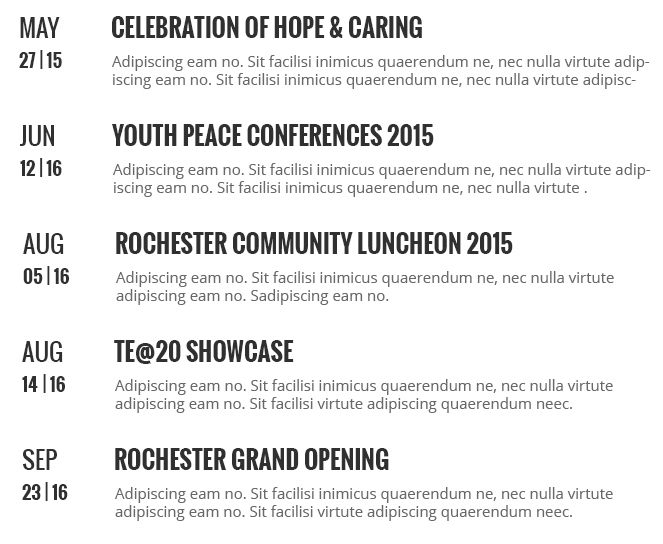 MAY
CELEBRATION OF HOPE & CARING
27|15
Adipiscing eam no. Sit facilisi inimicus quaerendum ne, nec nulla virtute adip-
iscing eam no. Sit facilisi inimicus quaerendum ne, nec nulla virtute adipisc-
JUN
YOUTH PEACE CONFERENCES 2015
12|16
Adipiscing eam no. Sit facilisi inimicus quaerendum ne, nec nulla virtute adip-
iscing eam no. Sit facilisi inimicus quaerendum ne, nec nulla virtute .
AUG
ROCHESTER COMMUNITY LUNCHEON 2015
05|16
Adipiscing eam no. Sit facilisi inimicus quaerendum ne, nec nulla virtute
adipiscing eam no. Sadipiscing eam no.
AUG
TE@20 SHOWCASE
14|16
Adipiscing eam no. Sit facilisi inimicus quaerendum ne, nec nulla virtute
adipiscing eam no. Sit facilisi virtute adipiscing quaerendum neec.
SEP
ROCHESTER GRAND OPENING
23|16
Adipiscing eam no. Sit facilisi inimicus quaerendum ne, nec nulla virtute
adipiscing eam no. Sit facilisi virtute adipiscing quaerendum neec.